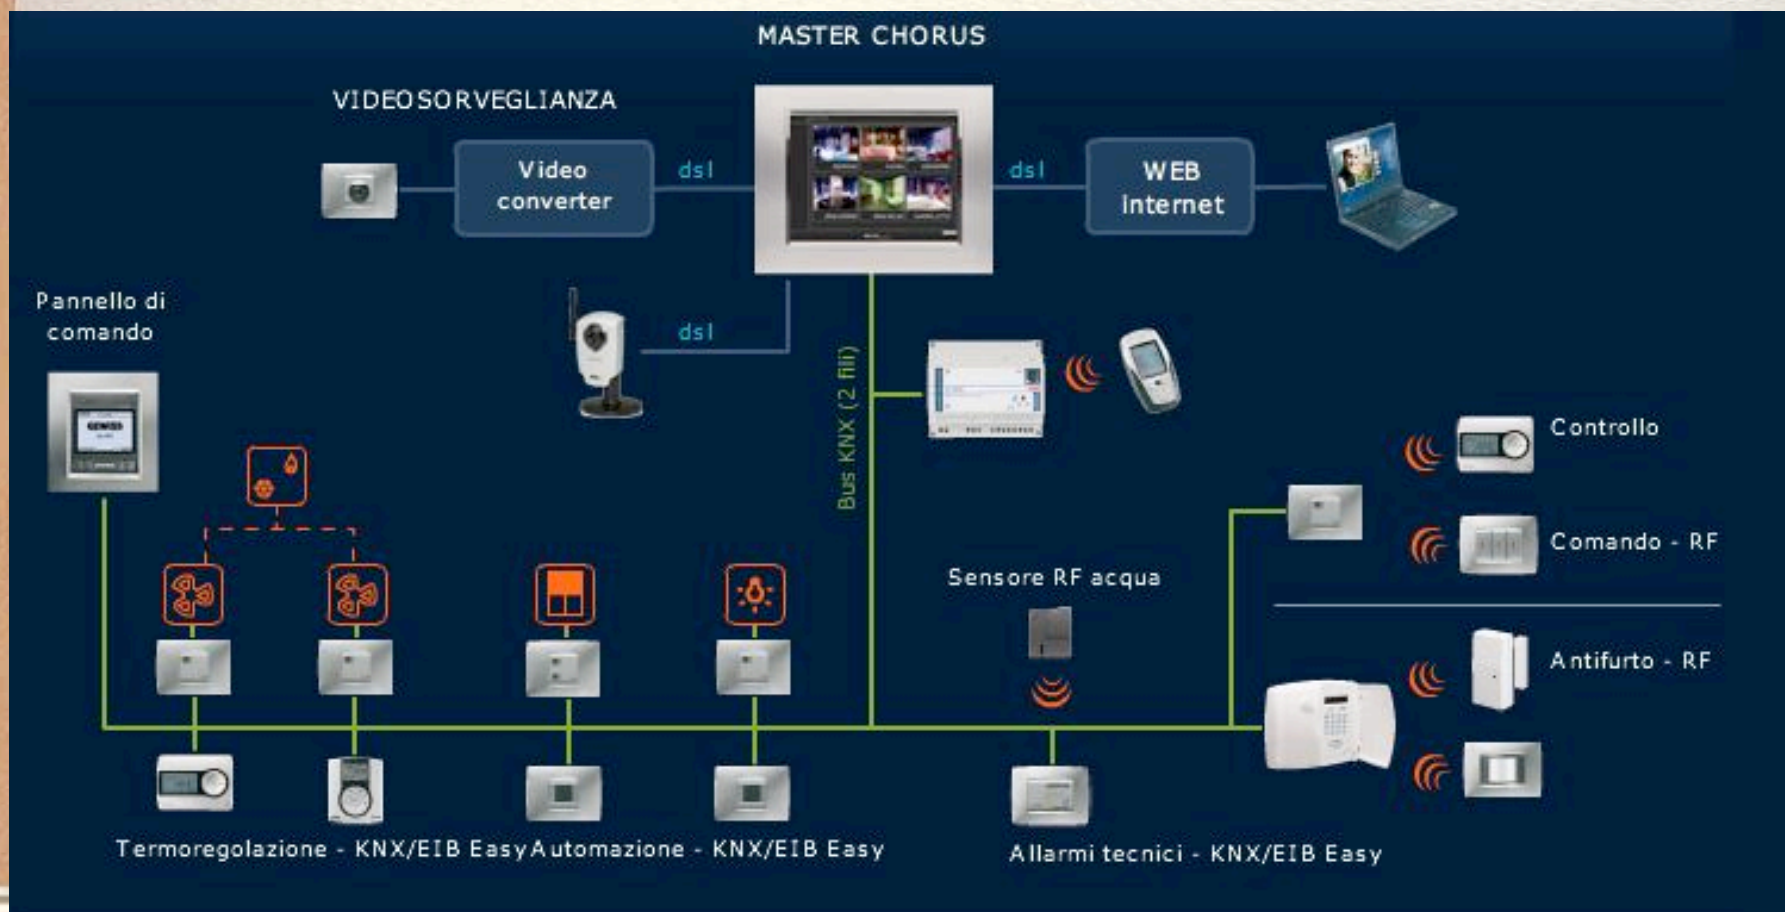 MASTER CHORUS
VIDEOSORVEGLIANZA
Video
converter
dsl
dsl
WEB
Internet
Pannello di
comando
dsl
Bus KNX (2 fili)
GEWISS
Controllo
Comando - RF
Sensore RF acqua
Antifurto - RF
Termoregolazione - KNX/EIB Easy
Automazione - KNX/EIB Easy
Allarmi tecnici - KNX/EIB Easy